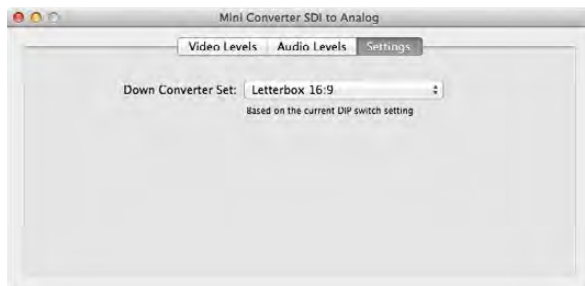 Mini Converter SDI to Analog
Video Levels Audio Levels Settings
Down Converter Set: Letterbox 16:9
Based on the current DIP switch setting